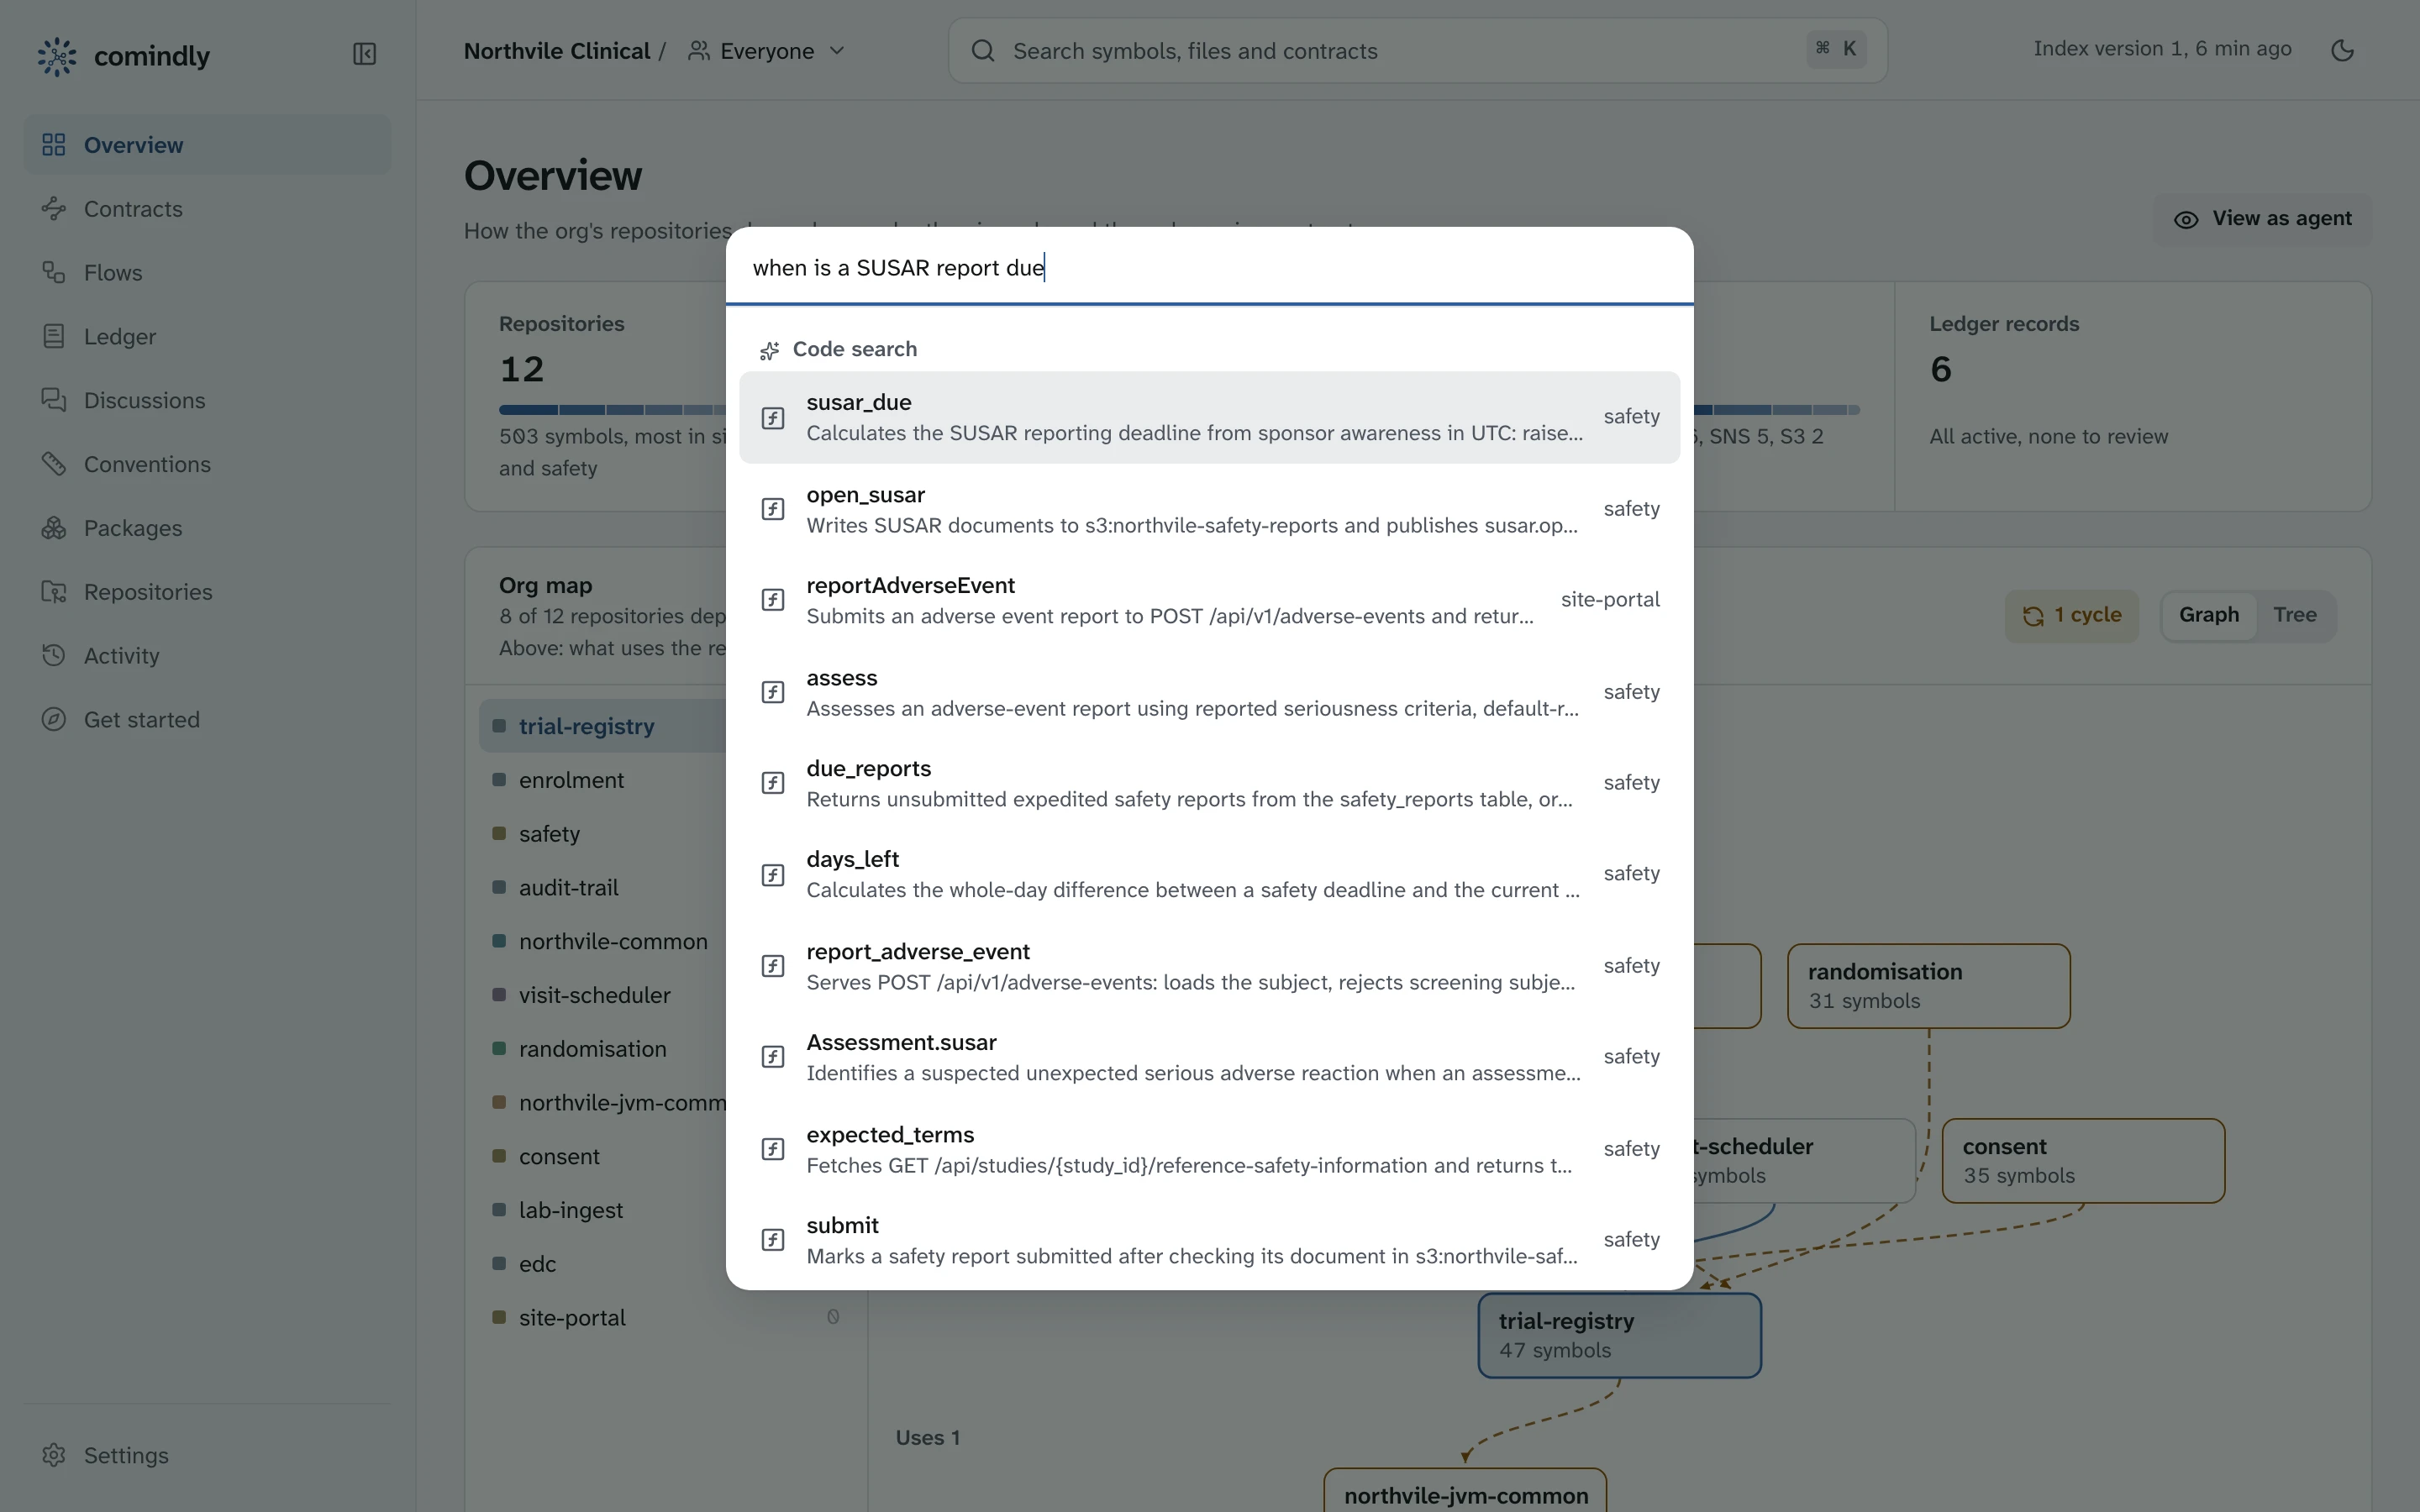 comindly
Overview
Contracts
Flows
Ledger
Discussions
Conventions
Packages
Repositories
Activity
Get started
Settings
Northvile Clinical / Everyone
Search symbols, files and contracts
⌘ K
Index version 1, 6 min ago
Overview
How the org's repositories
View as agent
Repositories
12
503 symbols, most in si
and safety
, SNS 5, S3 2
Ledger records
6
All active, none to review
Org map
8 of 12 repositories dep
Above: what uses the re
1 cycle
Graph
Tree
trial-registry
enrolment
safety
audit-trail
northvile-common
visit-scheduler
randomisation
northvile-jvm-comm
consent
lab-ingest
edc
site-portal
0
when is a SUSAR report due
Code search
susar_due
Calculates the SUSAR reporting deadline from sponsor awareness in UTC: raise...
safety
open_susar
Writes SUSAR documents to s3:northvile-safety-reports and publishes susar.op...
safety
reportAdverseEvent
Submits an adverse event report to POST /api/v1/adverse-events and retur...
site-portal
assess
Assesses an adverse-event report using reported seriousness criteria, default-r...
safety
due_reports
Returns unsubmitted expedited safety reports from the safety_reports table, or...
safety
days_left
Calculates the whole-day difference between a safety deadline and the current ...
safety
report_adverse_event
Serves POST /api/v1/adverse-events: loads the subject, rejects screening subje...
safety
Assessment.susar
Identifies a suspected unexpected serious adverse reaction when an assessme...
safety
expected_terms
Fetches GET /api/studies/{study_id}/reference-safety-information and returns t...
safety
submit
Marks a safety report submitted after checking its document in s3:northvile-saf...
safety
randomisation
31 symbols
t-scheduler
symbols
consent
35 symbols
trial-registry
47 symbols
Uses 1
northvile-jvm-common